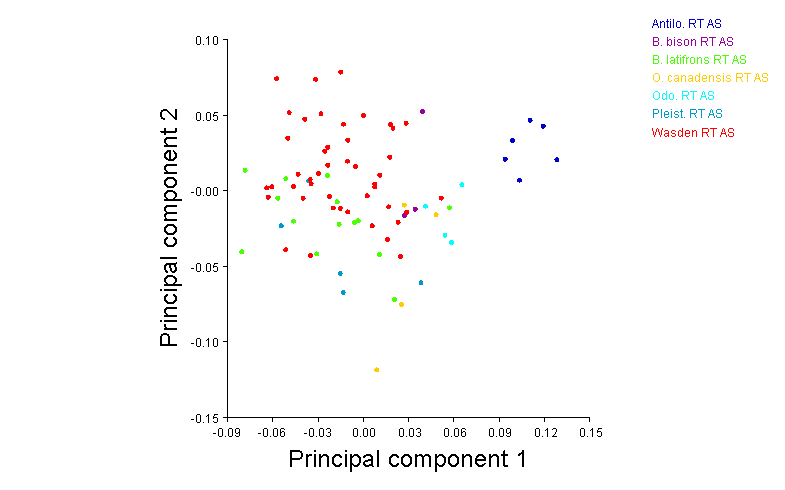 Antilo. RT AS
B. bison RT AS
B. latifrons RT AS
O. canadensis RT AS
Odo. RT AS
Pleist. RT AS
Wasden RT AS
0.10
0.05
-0.00
-0.05
-0.10
-0.15
Principal component 2
-0.09 -0.06 -0.03 0.00 0.03 0.06 0.09 0.12 0.15
Principal component 1